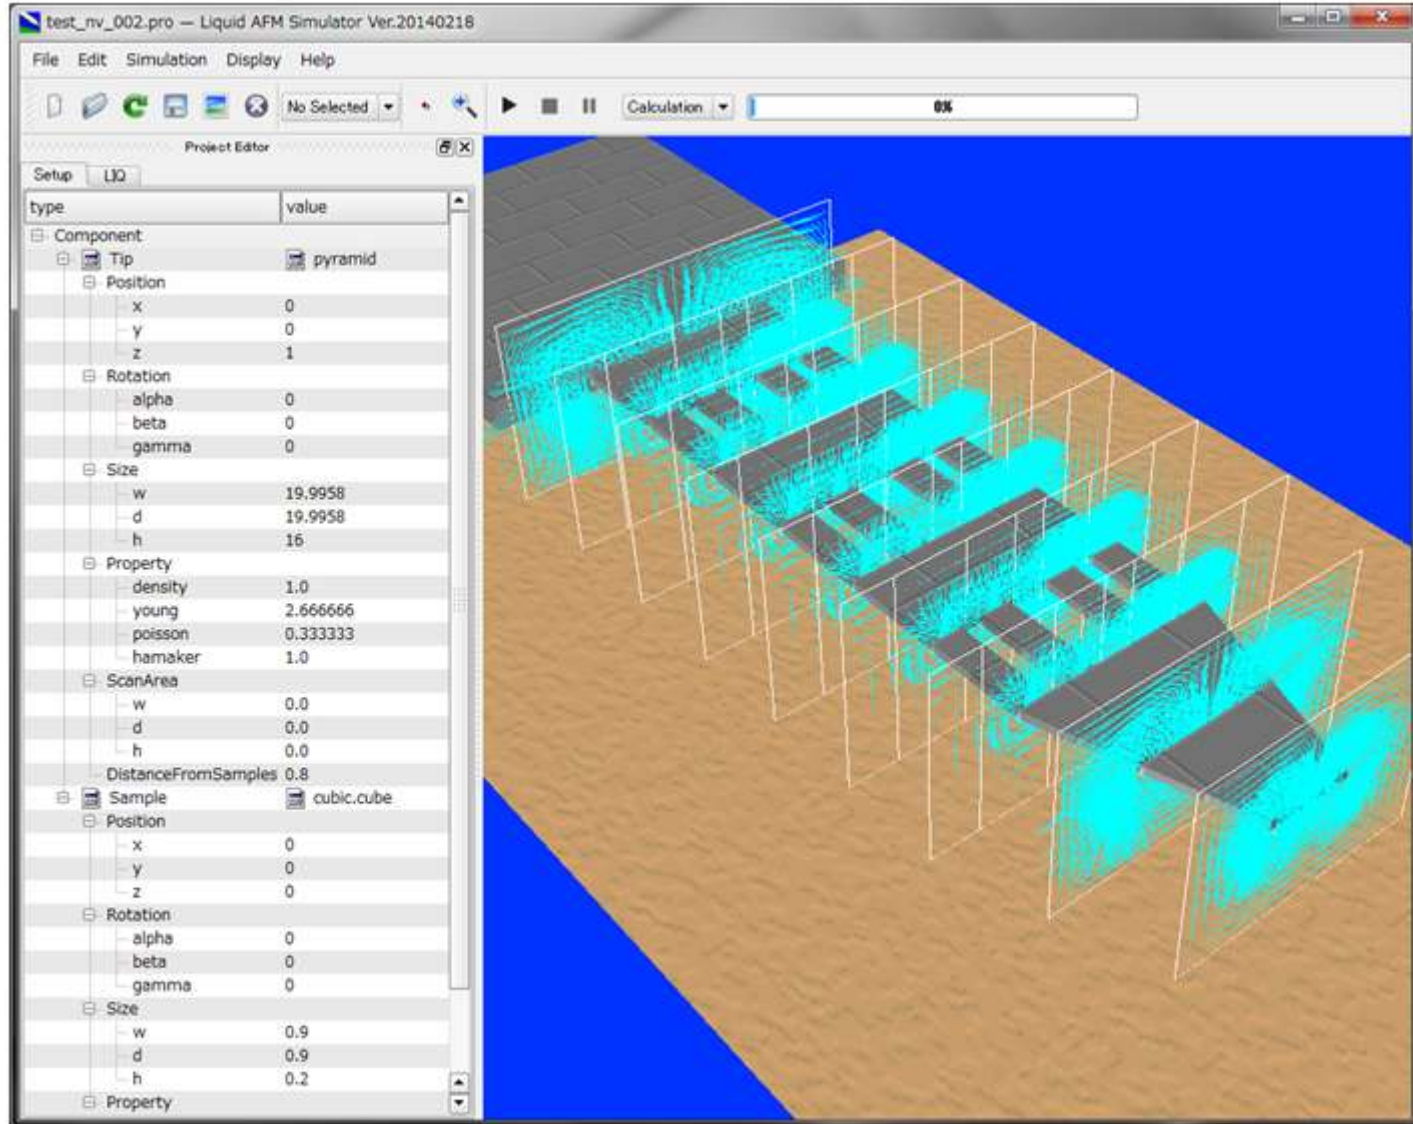 test_nv_002.pro — Liquid AFM Simulator Ver.20140218
File Edit Simulation Display Help
No Selected Calculation 0%
Project Editor
Setup LIQ
type value
Component
Tip pyramid
Position
x 0
y 0
z 1
Rotation
alpha 0
beta 0
gamma 0
Size
w 19.9958
d 19.9958
h 16
Property
density 1.0
young 2.666666
poisson 0.333333
hamaker 1.0
ScanArea
w 0.0
d 0.0
h 0.0
DistanceFromSamples 0.8
Sample cubic.cube
Position
x 0
y 0
z 0
Rotation
alpha 0
beta 0
gamma 0
Size
w 0.9
d 0.9
h 0.2
Property